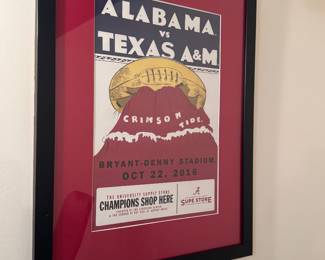 ALABAMA
VS
TEXAS A&M
CRIMSON
TIDE.
BRYANT-DENNY STADIUM
OCT 22, 2016
THE UNIVERSITY SUPPLY STORE
CHAMPIONS SHOP HERE
A
SUPE STORE